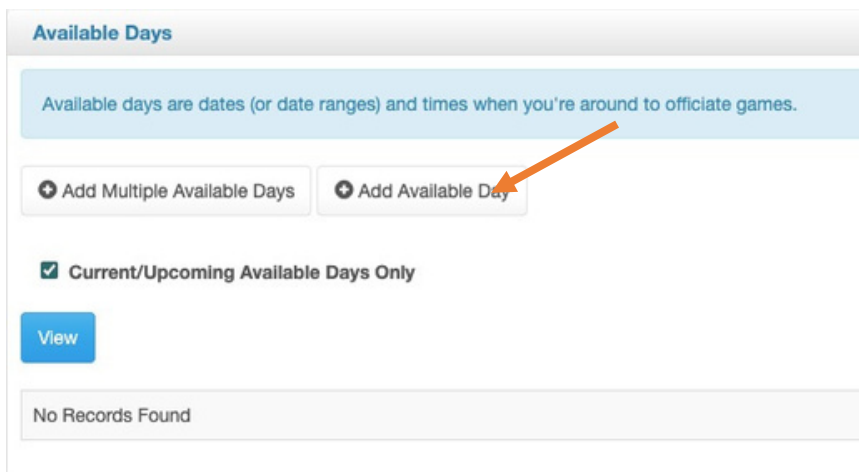 Available Days
Available days are dates (or date ranges) and times when you're around to officiate games.
Add Multiple Available Days Add Available Day
Current/Upcoming Available Days Only
View
No Records Found